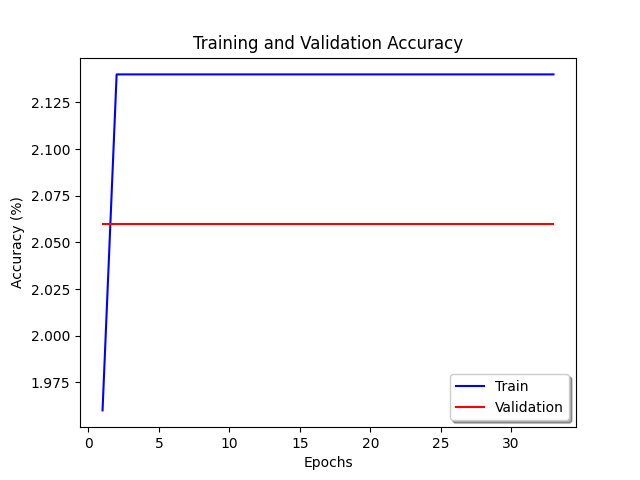 Training and Validation Accuracy
Accuracy (%)
2.125
2.100
2.075
2.050
2.025
2.000
1.975
0 5 10 15 20 25 30
Epochs
Train
Validation